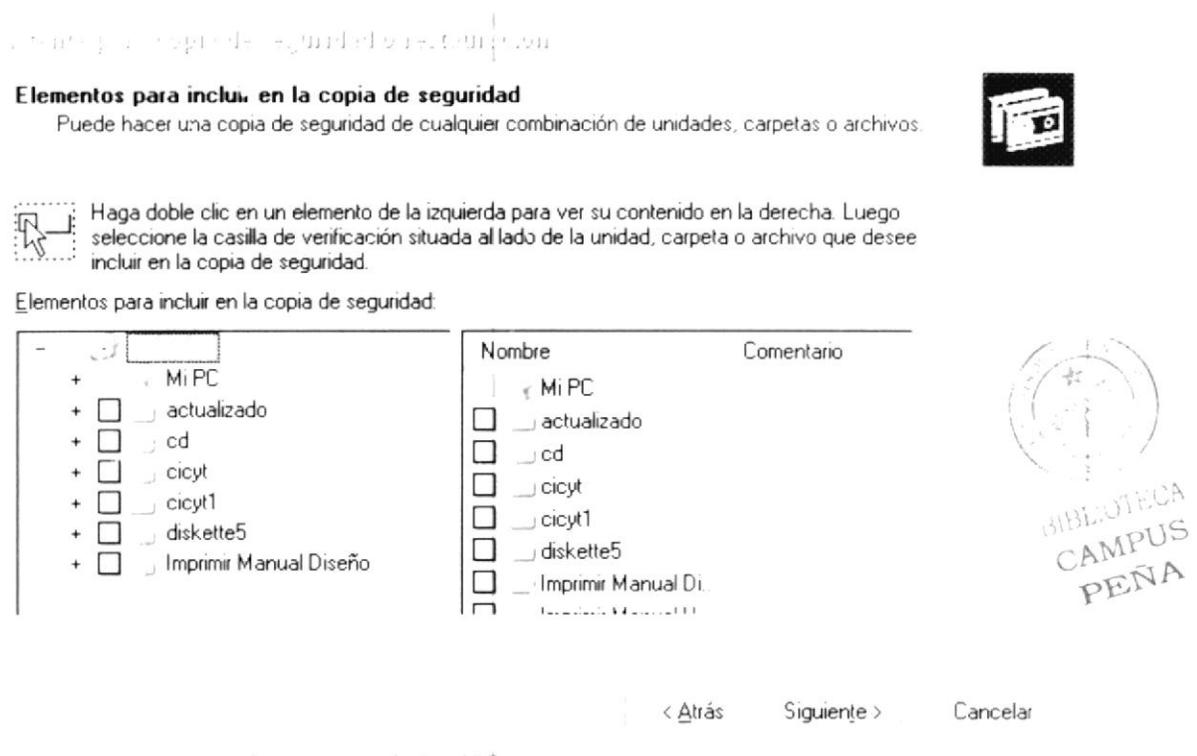 Elementos para incluir en la copia de seguridad
Puede hacer una copia de seguridad de cualquier combinación de unidades, carpetas o archivos.
Haga doble clic en un elemento de la izquierda para ver su contenido en la derecha. Luego
seleccione la casilla de verificación situada al lado de la unidad, carpeta o archivo que desee
incluir en la copia de seguridad.
Elementos para incluir en la copia de seguridad:
Mi PC
actualizado
cd
cicyt
cicyt1
diskette5
Imprimir Manual Diseño
Nombre Comentario
Mi PC
actualizado
cd
cicyt
cicyt1
diskette5
Imprimir Manual Di..
BIBLIOTECA
CAMPUS
PEÑA
< Atrás Siguiente > Cancelar